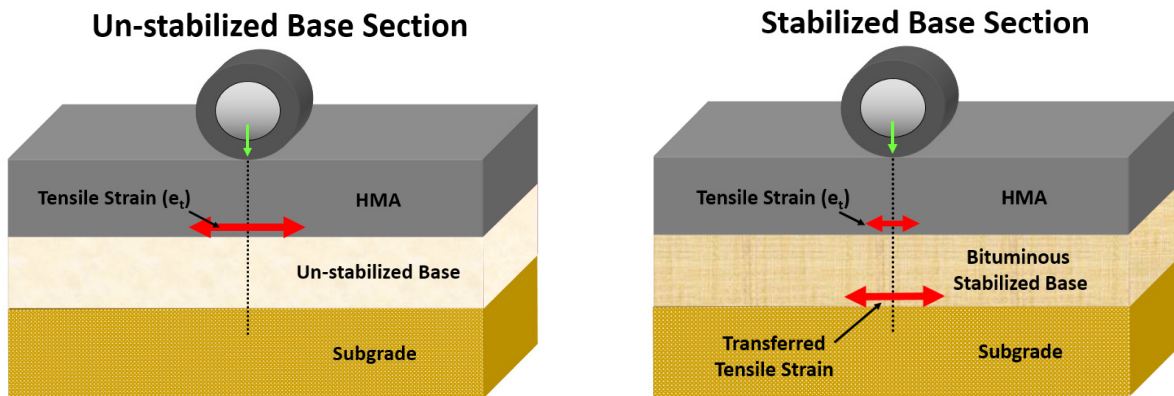 Un-stabilized Base Section
Tensile Strain (et)
HMA
Un-stabilized Base
Subgrade
Stabilized Base Section
Tensile Strain (et)
HMA
Bituminous
Stabilized Base
Transferred
Tensile Strain
Subgrade